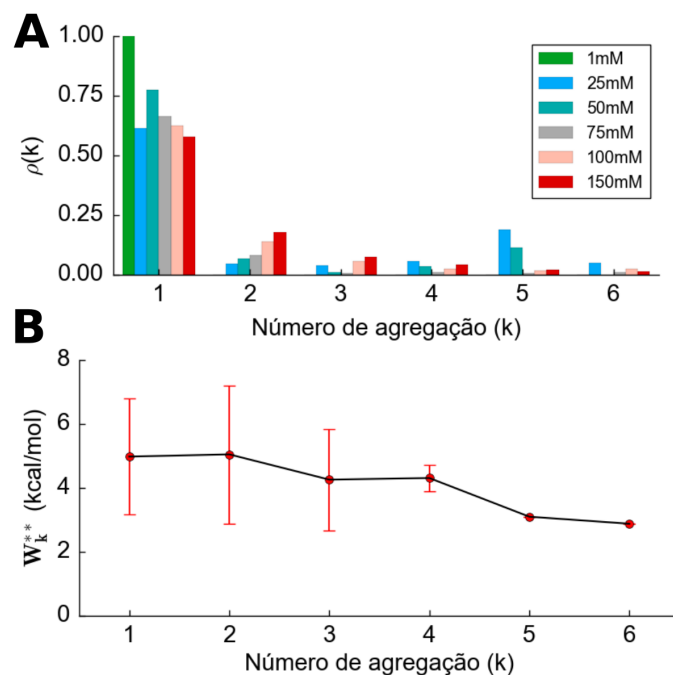 A
1.00
0.75
0.50
0.25
0.00
ρ(k)
1mM
25mM
50mM
75mM
100mM
150mM
1 2 3 4 5 6
Número de agregação (k)
B
8
6
4
2
0
W**k (kcal/mol)
1 2 3 4 5 6
Número de agregação (k)